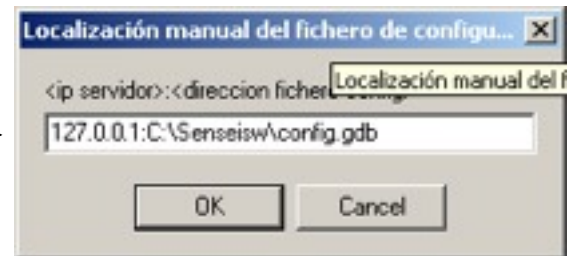 Localización manual del fichero de configu...
Localización manual del f
<ip servidor>:<direccion fichero config>
127.0.0.1:C:\Senseisw\config.gdb
OK Cancel